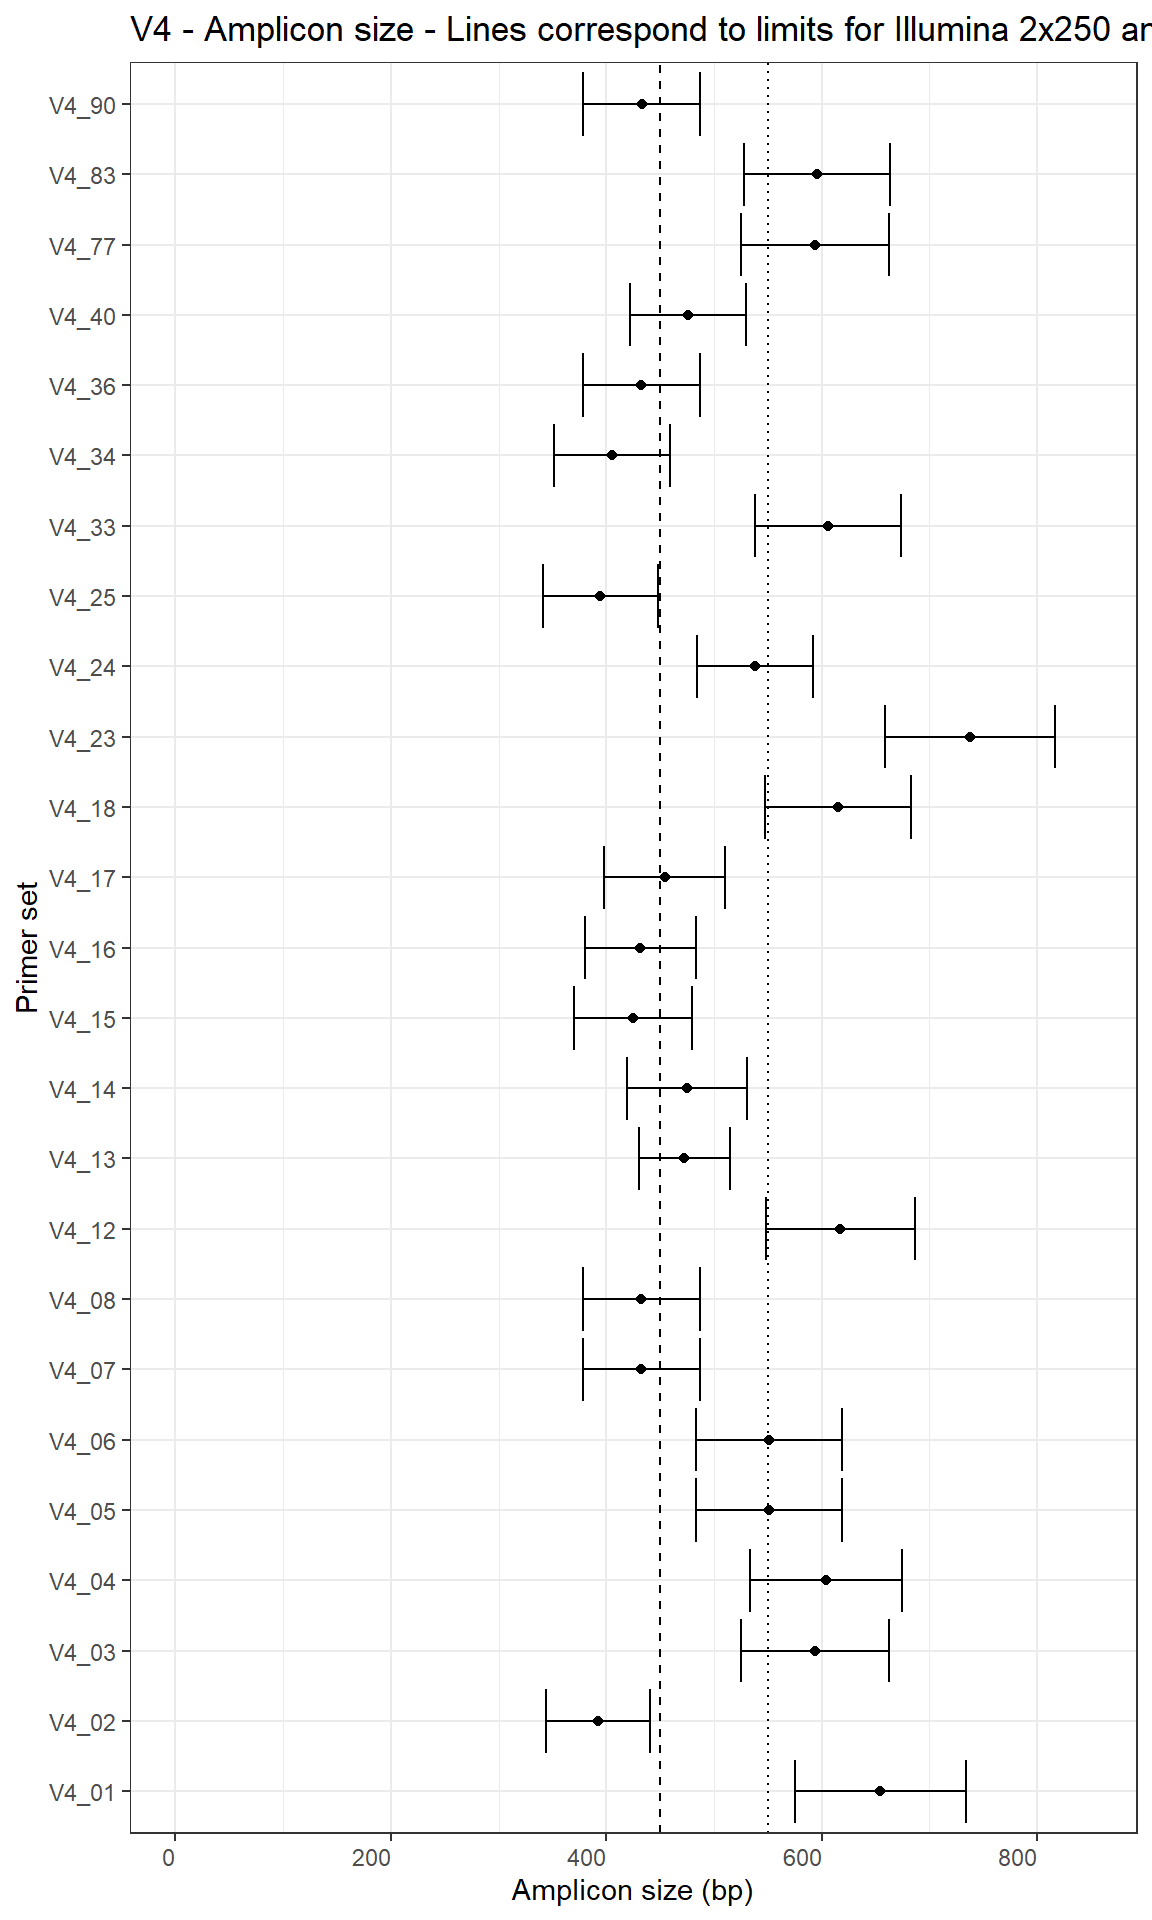 V4 - Amplicon size - Lines correspond to limits for Illumina 2x250 an
V4_90
V4_83
V4_77
V4_40
V4_36
V4_34
V4_33
V4_25
V4_24
V4_23
V4_18
V4_17
V4_16
V4_15
V4_14
V4_13
V4_12
V4_08
V4_07
V4_06
V4_05
V4_04
V4_03
V4_02
V4_01
Primer set
0 200 400 600 800
Amplicon size (bp)